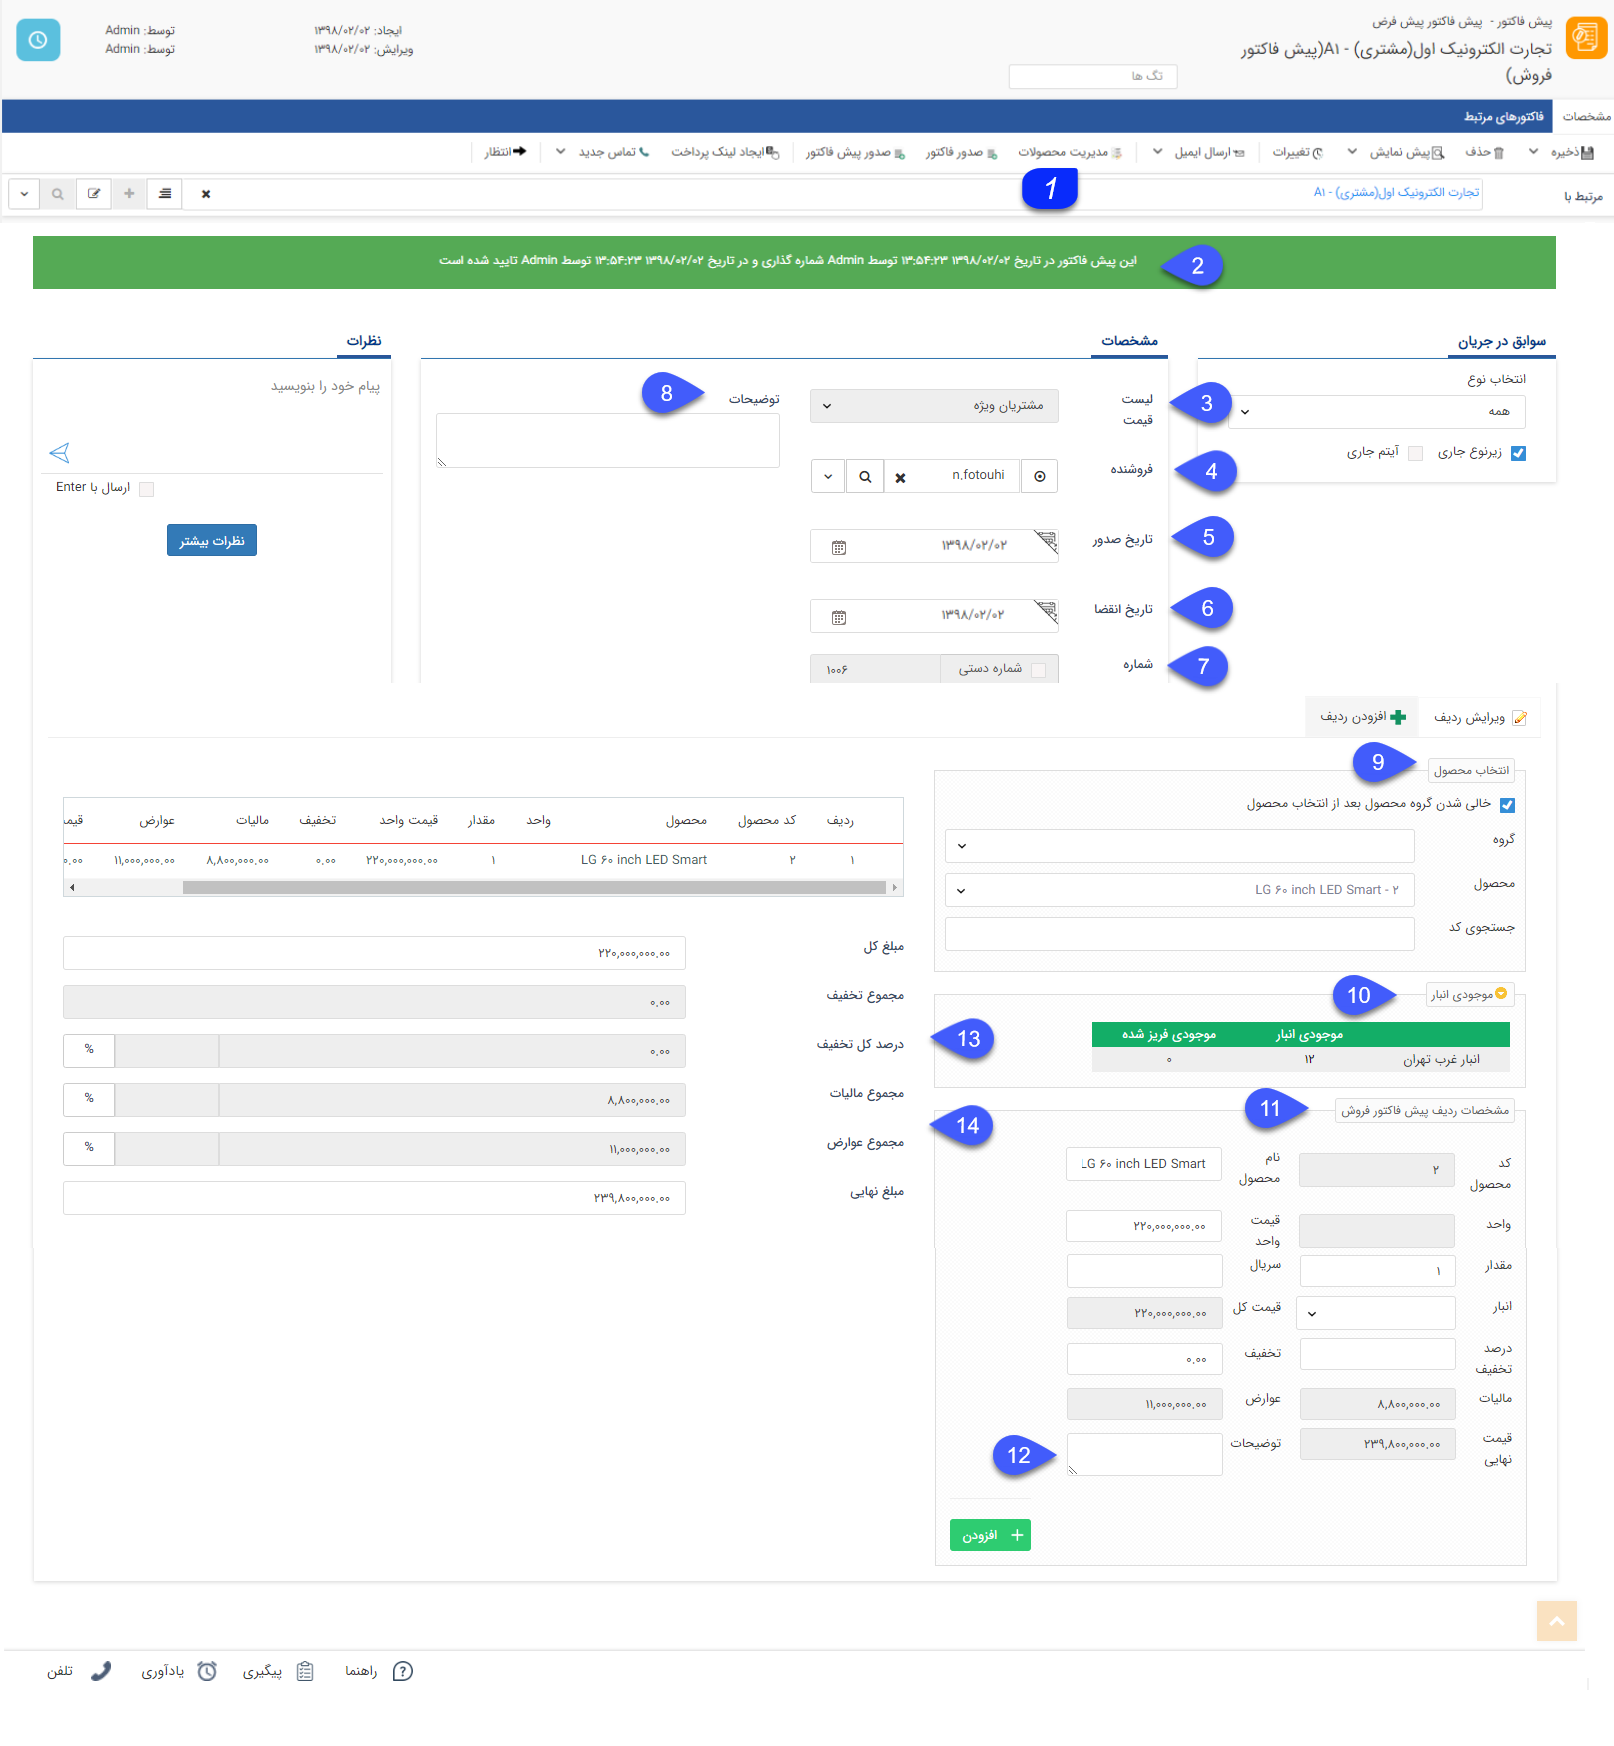 پیش فاکتور - پیش فاکتور پیش فرض
تجارت الکترونیک اول(مشتری) - A۱(پیش فاکتور
فروش)
تگ ها
ایجاد: ۱۳۹۸/۰۲/۰۲
توسط: Admin
ویرایش: ۱۳۹۸/۰۲/۰۲
توسط: Admin
مشخصات
فاکتورهای مرتبط
ذخیره
حذف
پیش نمایش
تغییرات
ارسال ایمیل
مدیریت محصولات
صدور فاکتور
صدور پیش فاکتور
ایجاد لینک پرداخت
تماس جدید
انتظار
مرتبط با
تجارت الکترونیک اول(مشتری) - A۱
1
این پیش فاکتور در تاریخ ۱۳۹۸/۰۲/۰۲ ۱۳:۵۴:۲۳ توسط Admin شماره گذاری و در تاریخ ۱۳۹۸/۰۲/۰۲ ۱۳:۵۴:۲۳ توسط Admin تایید شده است
2
سوابق در جریان
انتخاب نوع
همه
زیرنوع جاری
آیتم جاری
مشخصات
لیست
قیمت
مشتریان ویژه
3
فروشنده
n.fotouhi
4
تاریخ صدور
۱۳۹۸/۰۲/۰۲
5
تاریخ انقضا
۱۳۹۸/۰۲/۰۲
6
شماره
شماره دستی
۱۰۰۶
7
توضیحات
8
نظرات
پیام خود را بنویسید
ارسال با Enter
نظرات بیشتر
ویرایش ردیف
افزودن ردیف
انتخاب محصول
9
خالی شدن گروه محصول بعد از انتخاب محصول
گروه
محصول
LG ۶۰ inch LED Smart - ۲
جستجوی کد
موجودی انبار
10
موجودی انبار
موجودی فریز شده
انبار غرب تهران
۱۲
۰
مشخصات ردیف پیش فاکتور فروش
11
کد
محصول
۲
نام
محصول
LG ۶۰ inch LED Smart
واحد
قیمت
واحد
۲۲۰,۰۰۰,۰۰۰.۰۰
مقدار
۱
سریال
انبار
قیمت کل
۲۲۰,۰۰۰,۰۰۰.۰۰
درصد
تخفیف
تخفیف
۰.۰۰
مالیات
۸,۸۰۰,۰۰۰.۰۰
عوارض
۱۱,۰۰۰,۰۰۰.۰۰
قیمت
نهایی
۲۳۹,۸۰۰,۰۰۰.۰۰
توضیحات
12
افزودن
ردیف
کد محصول
محصول
واحد
مقدار
قیمت واحد
تخفیف
مالیات
عوارض
۱
۲
LG ۶۰ inch LED Smart
۱
۲۲۰,۰۰۰,۰۰۰.۰۰
۰.۰۰
۸,۸۰۰,۰۰۰.۰۰
۱۱,۰۰۰,۰۰۰.۰۰
مبلغ کل
۲۲۰,۰۰۰,۰۰۰.۰۰
مجموع تخفیف
۰.۰۰
درصد کل تخفیف
۰.۰۰
%
13
مجموع مالیات
۸,۸۰۰,۰۰۰.۰۰
%
مجموع عوارض
۱۱,۰۰۰,۰۰۰.۰۰
%
14
مبلغ نهایی
۲۳۹,۸۰۰,۰۰۰.۰۰
راهنما
پیگیری
یادآوری
تلفن